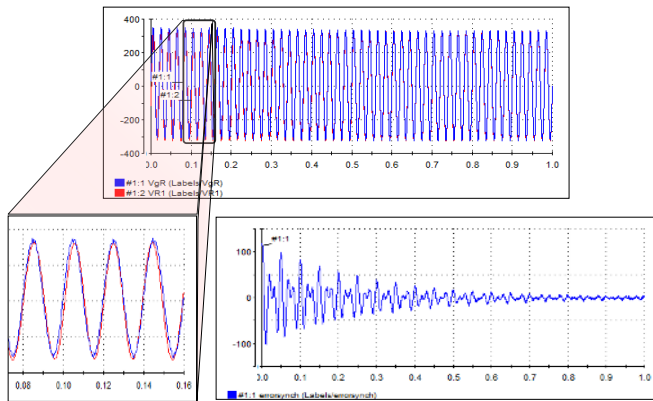 400
200
#1:1
0
#1:2
-200
-400
0.0 0.1 0.2 0.3 0.4 0.5 0.6 0.7 0.8 0.9 1.0
#1:1 VgR (Labels/VgR)
#1:2 VR1 (Labels/VR1)
0.08 0.10 0.12 0.14 0.16
#1:1
100
0
-100
0.0 0.1 0.2 0.3 0.4 0.5 0.6 0.7 0.8 0.9 1.0
#1:1 errorsynch (Labels/errorsynch)